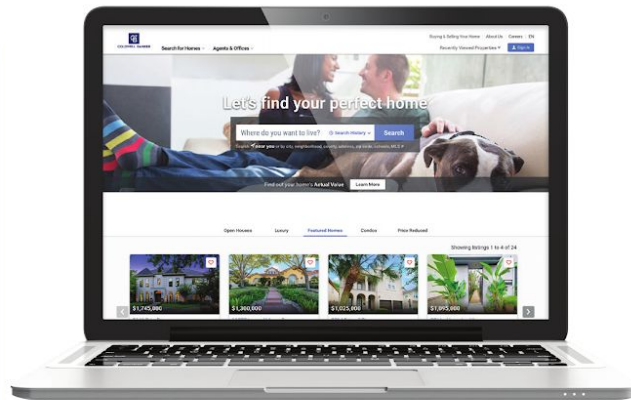 Buying & Selling Your Home About Us Careers EN
COLDWELL BANKER
Search for Homes Agents & Offices
Recently Viewed Properties
Sign In
Let's find your perfect home
Where do you want to live? Search History Search
Find out your home's Actual Value Learn More
Open Houses Luxury Featured Homes Condos Price Reduced
Showing listings 1 to 4 of 24
$1,745,000 $1,300,000 $1,025,000 $1,095,000